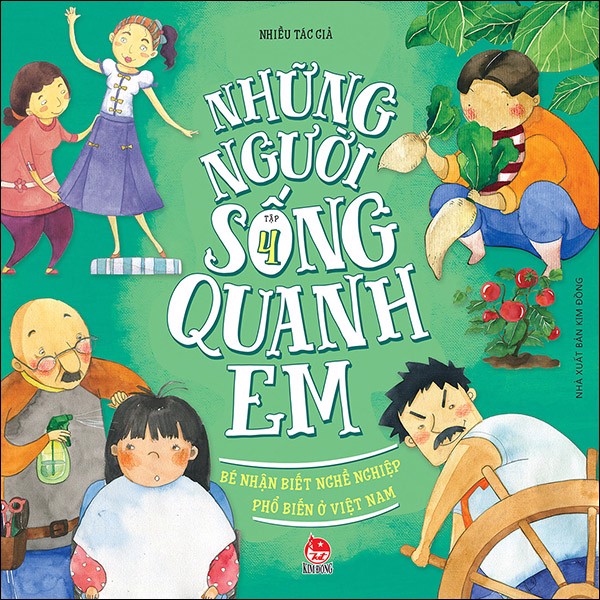 NHIỀU TÁC GIẢ
NHỮNG
NGƯỜI
SỐNG
TẬP 4
QUANH
EM
BÉ NHẬN BIẾT NGHỀ NGHIỆP
PHỔ BIẾN Ở VIỆT NAM
NHÀ XUẤT BẢN KIM ĐỒNG
KIM ĐỒNG